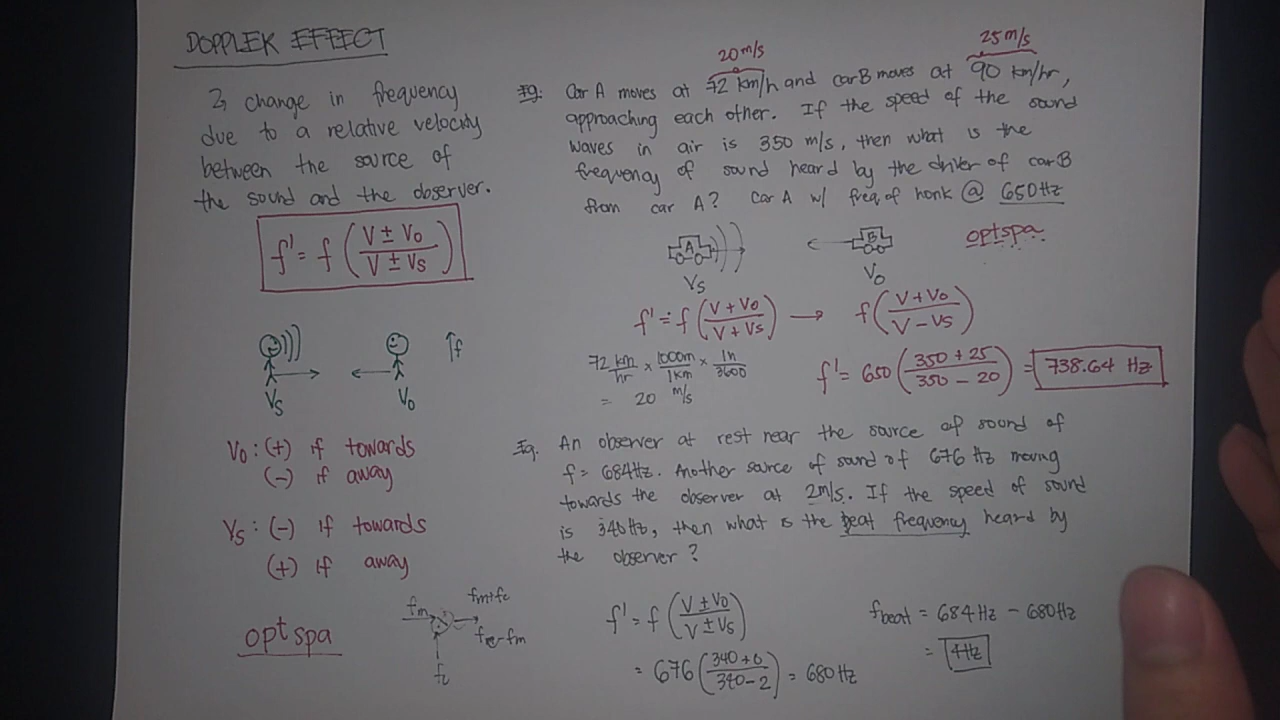 DOPPLER EFFECT
↳ change in frequency
due to a relative velocity
between the source of
the sound and the observer.
f' = f (V ± Vo / V ± Vs)
Vs
Vo
↑f
Vo : (+) if towards
(-) if away
Vs : (-) if towards
(+) if away
optspa
fm
fm+fc
fc-fm
fc
20 m/s
25 m/s
Eg. Car A moves at 72 km/h and car B moves at 90 km/hr,
approaching each other. If the speed of the sound
waves in air is 350 m/s, then what is the
frequency of sound heard by the driver of car B
from car A? Car A w/ freq of honk @ 650Hz
A
B
optspa
Vs
Vo
f' = f (V + Vo / V + Vs) → f (V + Vo / V - Vs)
72 km/hr × 1000m/1km × 1h/3600
= 20 m/s
f' = 650 (350 + 25 / 350 - 20) = 738.64 Hz
Eg. An observer at rest near the source of sound of
f = 684Hz. Another source of sound of 676 Hz moving
towards the observer at 2m/s. If the speed of sound
is 340Hz, then what is the beat frequency heard by
the observer?
f' = f (V ± Vo / V ± Vs)
= 676 (340 + 0 / 340 - 2) = 680Hz
fbeat = 684Hz - 680Hz
= 4Hz